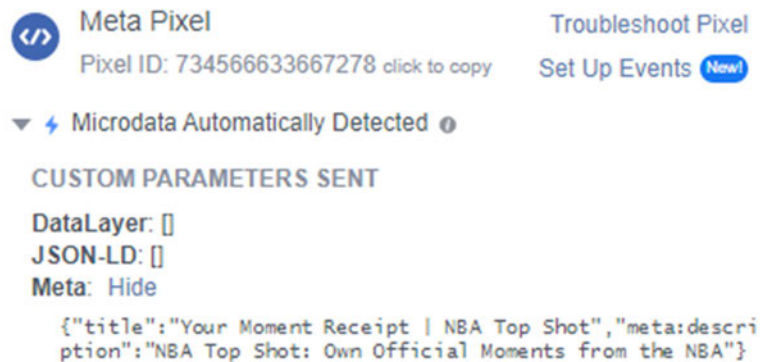 Meta Pixel
Troubleshoot Pixel
Pixel ID: 734566633667278 click to copy
Set Up Events New!
Microdata Automatically Detected
CUSTOM PARAMETERS SENT
DataLayer: []
JSON-LD: []
Meta: Hide
{"title":"Your Moment Receipt | NBA Top Shot","meta:descri
ption":"NBA Top Shot: Own Official Moments from the NBA"}